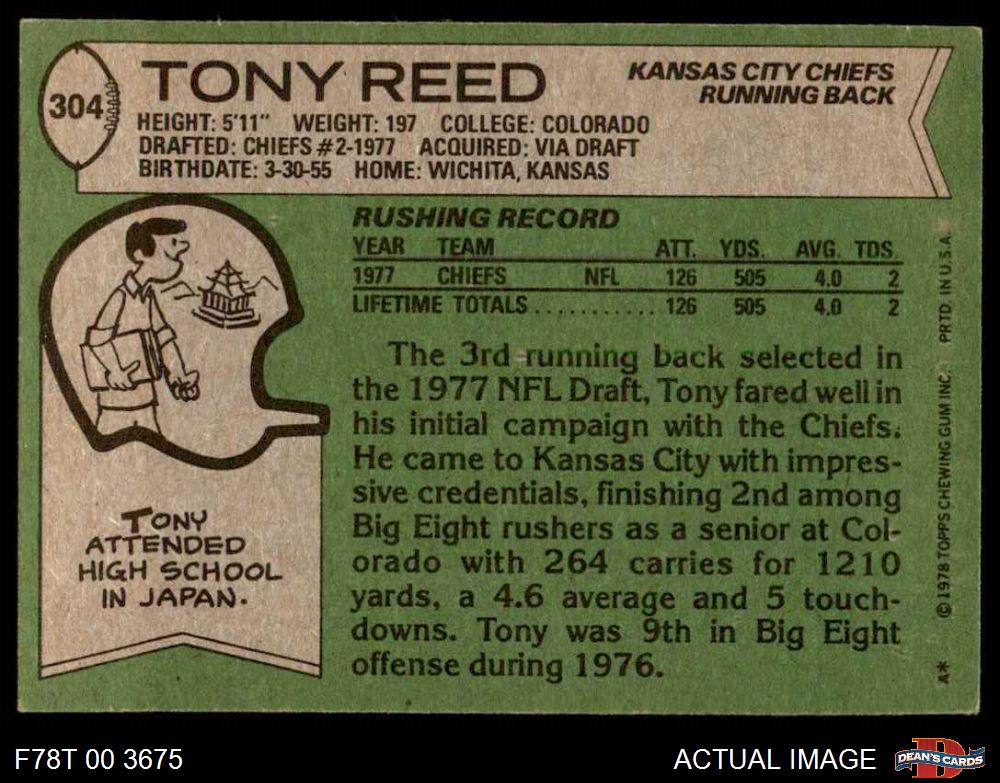 304
TONY REED
KANSAS CITY CHIEFS
RUNNING BACK
HEIGHT: 5'11" WEIGHT: 197 COLLEGE: COLORADO
DRAFTED: CHIEFS #2-1977 ACQUIRED: VIA DRAFT
BIRTHDATE: 3-30-55 HOME: WICHITA, KANSAS
RUSHING RECORD
YEAR TEAM ATT. YDS. AVG. TDS.
1977 CHIEFS NFL 126 505 4.0 2
LIFETIME TOTALS........... 126 505 4.0 2
The 3rd running back selected in
the 1977 NFL Draft, Tony fared well in
his initial campaign with the Chiefs.
He came to Kansas City with impres-
sive credentials, finishing 2nd among
Big Eight rushers as a senior at Col-
orado with 264 carries for 1210
yards, a 4.6 average and 5 touch-
downs. Tony was 9th in Big Eight
offense during 1976.
TONY
ATTENDED
HIGH SCHOOL
IN JAPAN.
© 1978 TOPPS CHEWING GUM INC. PRTD. IN U.S.A.
A*
F78T 00 3675
ACTUAL IMAGE
D
DEAN'S CARDS